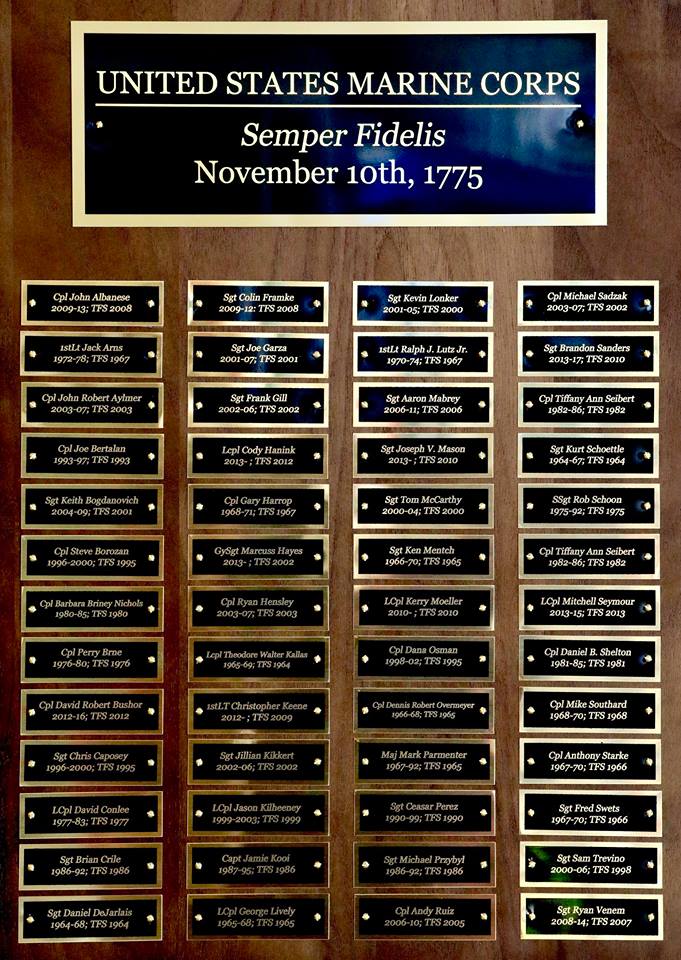 UNITED STATES MARINE CORPS
Semper Fidelis
November 10th, 1775
Cpl John Albanese
2009-13; TFS 2008
1stLt Jack Arns
1972-78; TFS 1967
Cpl John Robert Aylmer
2003-07; TFS 2003
Cpl Joe Bertalan
1993-97; TFS 1993
Sgt Keith Bogdanovich
2004-09; TFS 2001
Cpl Steve Borozan
1996-2000; TFS 1995
Cpl Barbara Briney Nichols
1980-85; TFS 1980
Cpl Perry Brne
1976-80; TFS 1976
Cpl David Robert Bushor
2012-16; TFS 2012
Sgt Chris Caposey
1996-2000; TFS 1995
LCpl David Conlee
1977-83; TFS 1977
Sgt Brian Crile
1986-92; TFS 1986
Sgt Daniel DeJarlais
1964-68; TFS 1964
Sgt Colin Framke
2009-12: TFS 2008
Sgt Joe Garza
2001-07; TFS 2001
Sgt Frank Gill
2002-06; TFS 2002
Lcpl Cody Hanink
2013- ; TFS 2012
Cpl Gary Harrop
1968-71; TFS 1967
GySgt Marcuss Hayes
2013- ; TFS 2002
Cpl Ryan Hensley
2003-07; TFS 2003
Lcpl Theodore Walter Kallas
1965-69; TFS 1964
1stLT Christopher Keene
2012- ; TFS 2009
Sgt Jillian Kikkert
2002-06; TFS 2002
LCpl Jason Kilheeney
1999-2003; TFS 1999
Capt Jamie Kooi
1987-95; TFS 1986
LCpl George Lively
1965-68; TFS 1965
Sgt Kevin Lonker
2001-05; TFS 2000
1stLt Ralph J. Lutz Jr.
1970-74; TFS 1967
Sgt Aaron Mabrey
2006-11; TFS 2006
Sgt Joseph V. Mason
2013- ; TFS 2010
Sgt Tom McCarthy
2000-04; TFS 2000
Sgt Ken Mentch
1966-70; TFS 1965
LCpl Kerry Moeller
2010- ; TFS 2010
Cpl Dana Osman
1998-02; TFS 1995
Cpl Dennis Robert Overmeyer
1966-68; TFS 1965
Maj Mark Parmenter
1967-92; TFS 1965
Sgt Ceasar Perez
1990-99; TFS 1990
Sgt Michael Przybyl
1986-92; TFS 1986
Cpl Andy Ruiz
2006-10; TFS 2005
Cpl Michael Sadzak
2003-07; TFS 2002
Sgt Brandon Sanders
2013-17; TFS 2010
Cpl Tiffany Ann Seibert
1982-86; TFS 1982
Sgt Kurt Schoettle
1964-67; TFS 1964
SSgt Rob Schoon
1975-92; TFS 1975
Cpl Tiffany Ann Seibert
1982-86; TFS 1982
LCpl Mitchell Seymour
2013-15; TFS 2013
Cpl Daniel B. Shelton
1981-85; TFS 1981
Cpl Mike Southard
1968-70; TFS 1968
Cpl Anthony Starke
1967-70; TFS 1966
Sgt Fred Swets
1967-70; TFS 1966
Sgt Sam Trevino
2000-06; TFS 1998
Sgt Ryan Venem
2008-14; TFS 2007